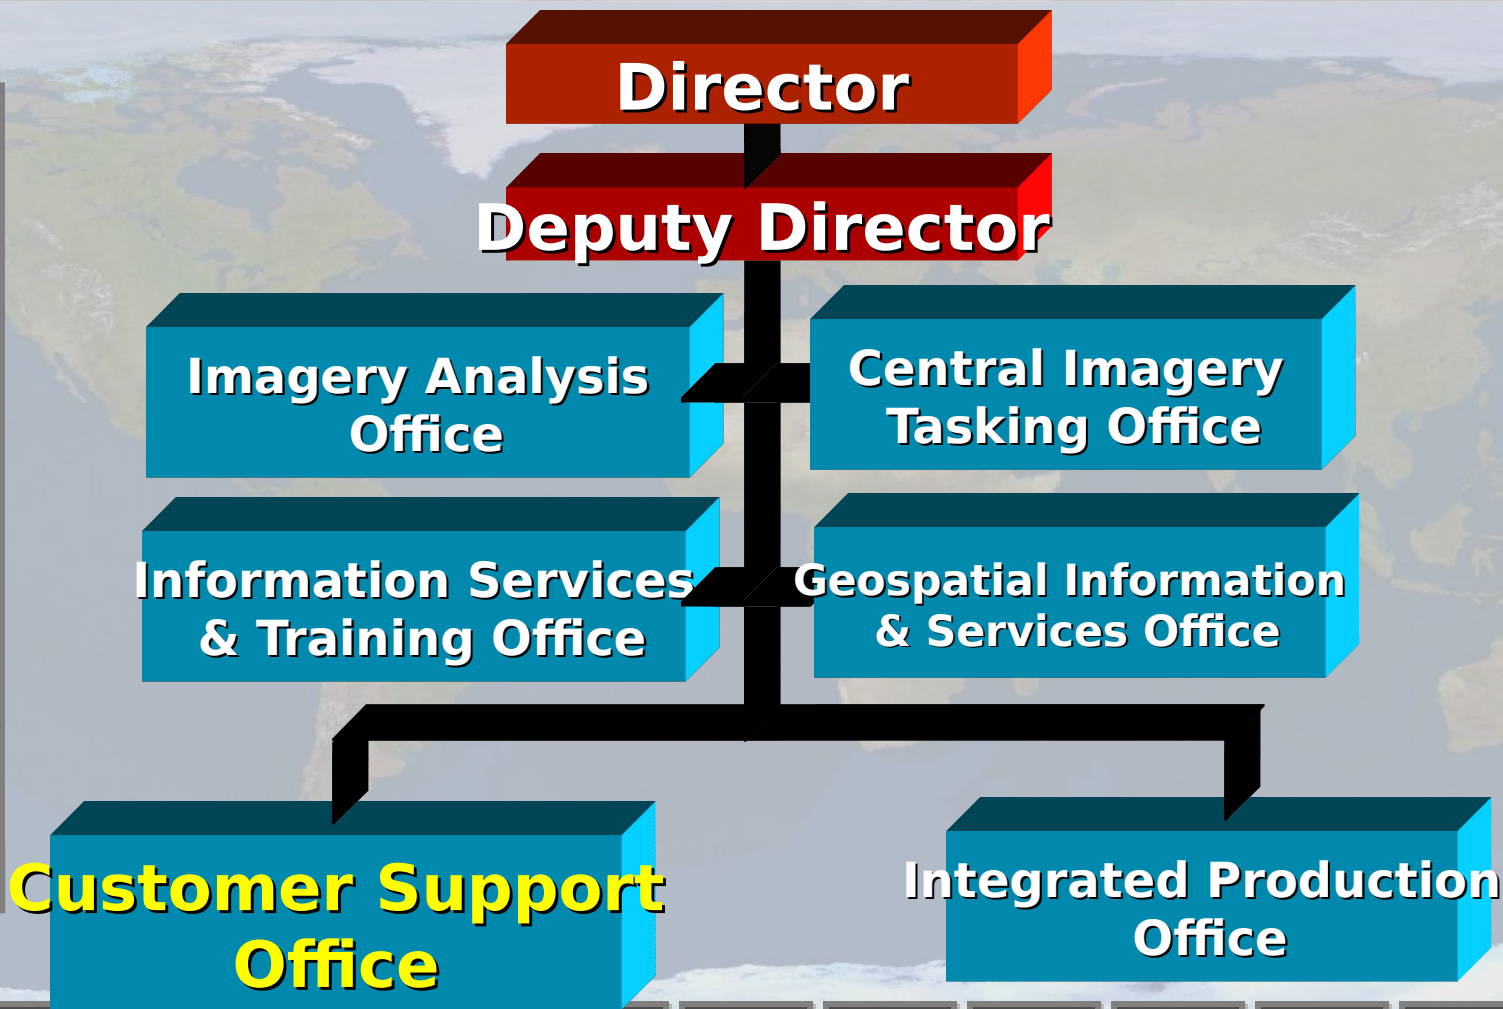 Director
Deputy Director
Imagery Analysis
Office
Central Imagery
Tasking Office
Information Services
& Training Office
Geospatial Information
& Services Office
Customer Support
Office
Integrated Production
Office